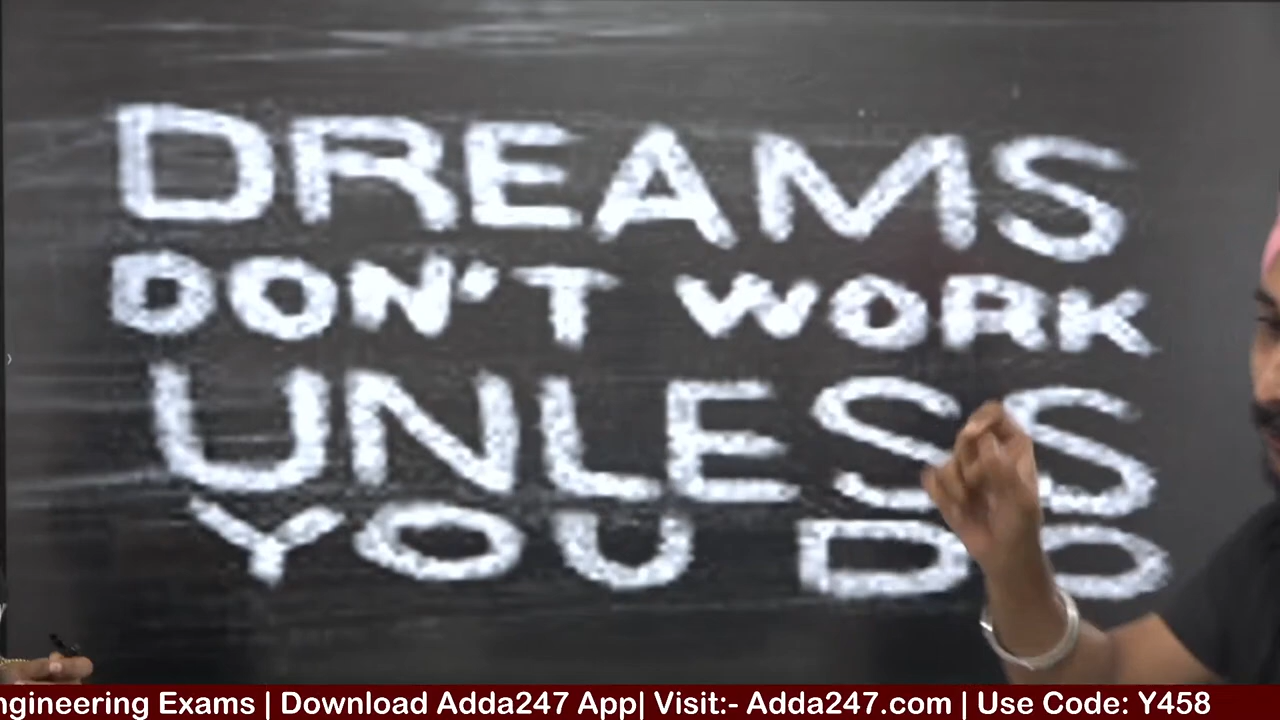 DREAMS
DON'T WORK
UNLESS
YOU DO
ngineering Exams | Download Adda247 App| Visit:- Adda247.com | Use Code: Y458